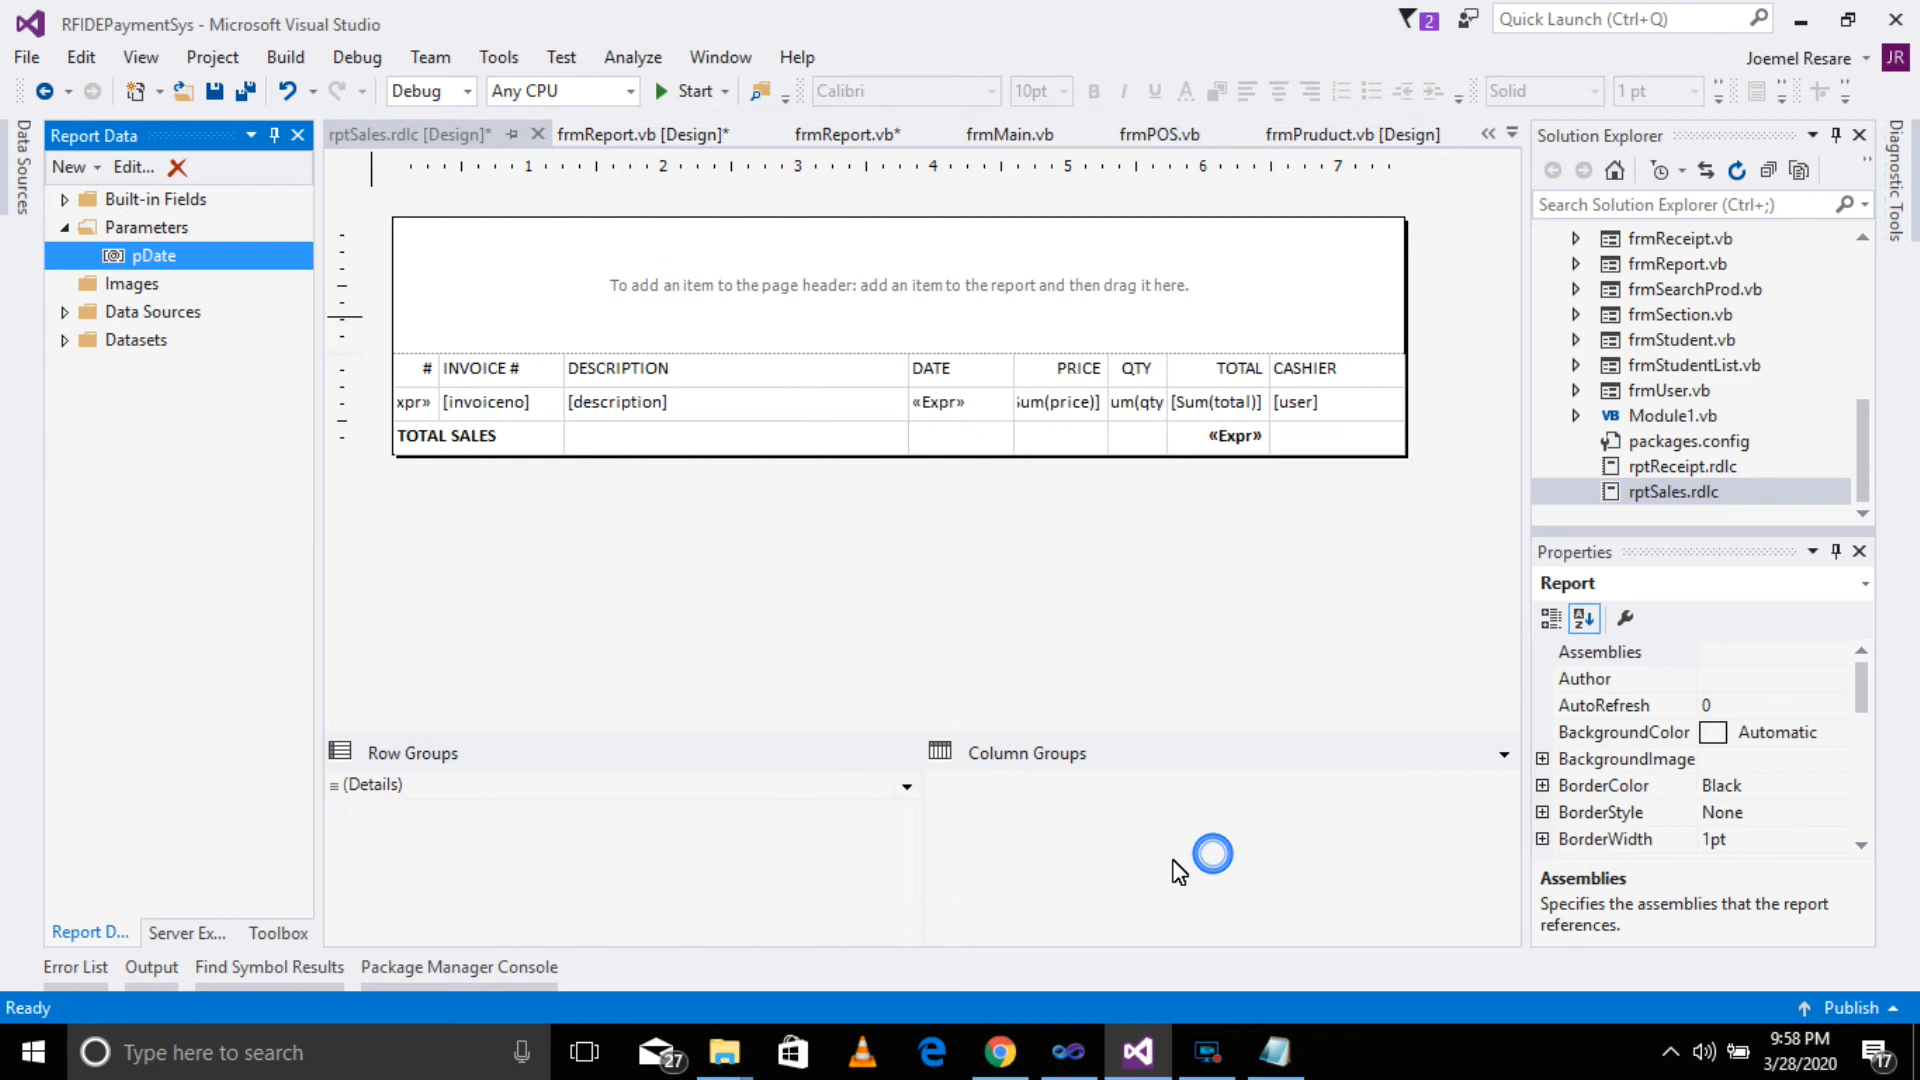 RFIDEPaymentSys - Microsoft Visual Studio
2
Quick Launch (Ctrl+Q)
File Edit View Project Build Debug Team Tools Test Analyze Window Help
Joemel Resare JR
Debug Any CPU Start Calibri 10pt B I U A Solid 1 pt
Data Sources
Report Data
New Edit...
Built-in Fields
Parameters
[@] pDate
Images
Data Sources
Datasets
rptSales.rdlc [Design]* frmReport.vb [Design]* frmReport.vb* frmMain.vb frmPOS.vb frmPruduct.vb [Design]
1 2 3 4 5 6 7
To add an item to the page header: add an item to the report and then drag it here.
# INVOICE # DESCRIPTION DATE PRICE QTY TOTAL CASHIER
xpr» [invoiceno] [description] «Expr» Sum(price)] um(qty [Sum(total)] [user]
TOTAL SALES «Expr»
Row Groups
(Details)
Column Groups
Solution Explorer
Search Solution Explorer (Ctrl+;)
frmReceipt.vb
frmReport.vb
frmSearchProd.vb
frmSection.vb
frmStudent.vb
frmStudentList.vb
frmUser.vb
VB Module1.vb
packages.config
rptReceipt.rdlc
rptSales.rdlc
Properties
Report
Assemblies
Author
AutoRefresh 0
BackgroundColor Automatic
BackgroundImage
BorderColor Black
BorderStyle None
BorderWidth 1pt
Assemblies
Specifies the assemblies that the report
references.
Diagnostic Tools
Report D... Server Ex... Toolbox
Error List Output Find Symbol Results Package Manager Console
Ready
Publish
Type here to search
27
9:58 PM
3/28/2020
17